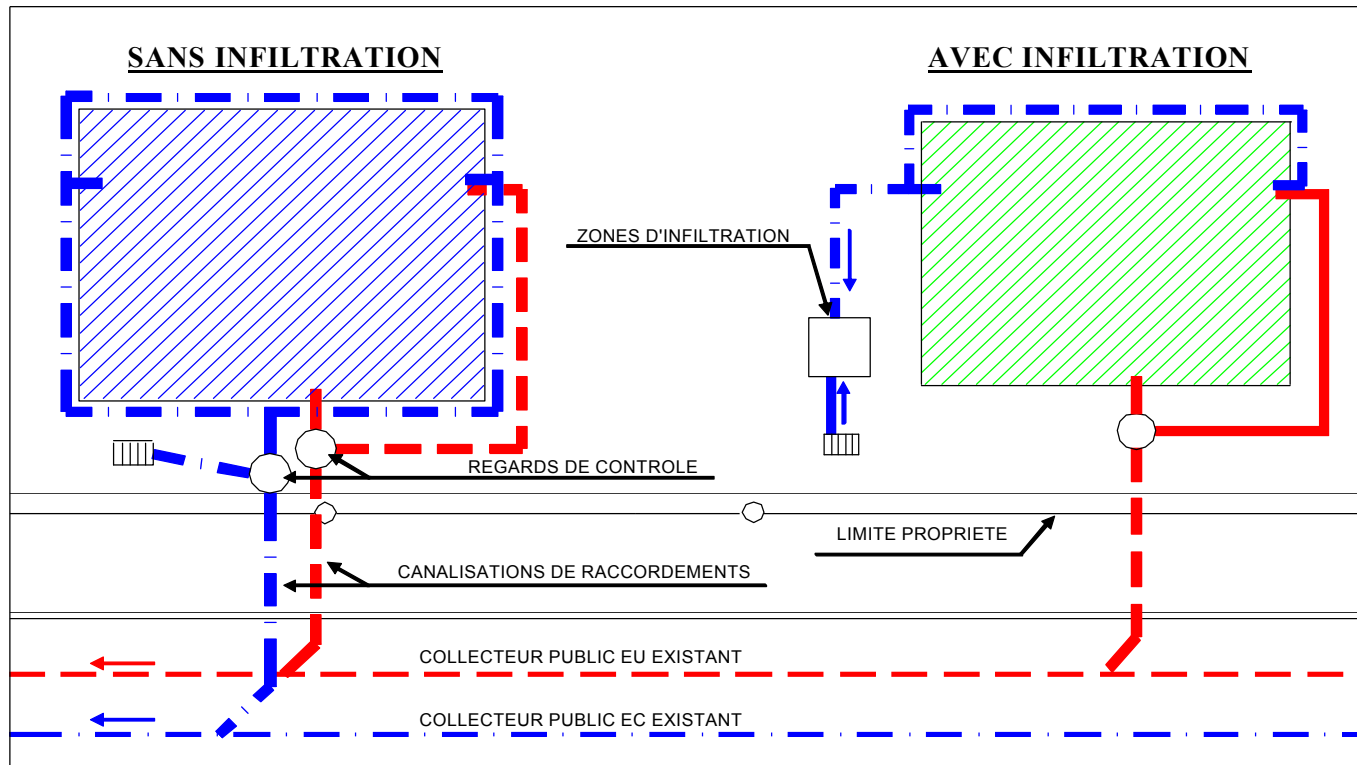 SANS INFILTRATION
AVEC INFILTRATION
ZONES D'INFILTRATION
REGARDS DE CONTROLE
LIMITE PROPRIETE
CANALISATIONS DE RACCORDEMENTS
COLLECTEUR PUBLIC EU EXISTANT
COLLECTEUR PUBLIC EC EXISTANT